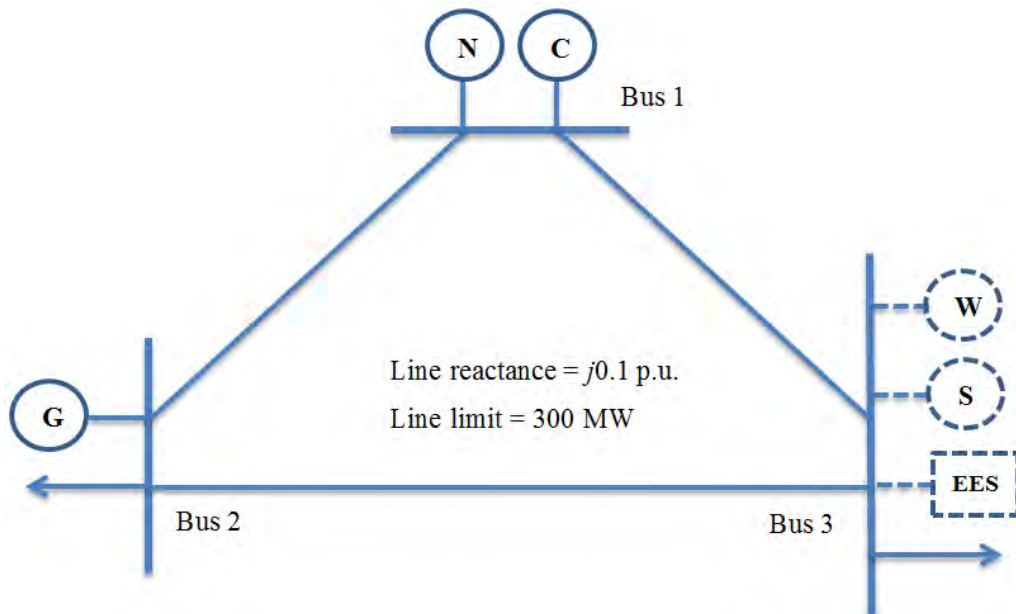 N C
Bus 1
W
Line reactance = j0.1 p.u.
S
G
Line limit = 300 MW
EES
Bus 2
Bus 3